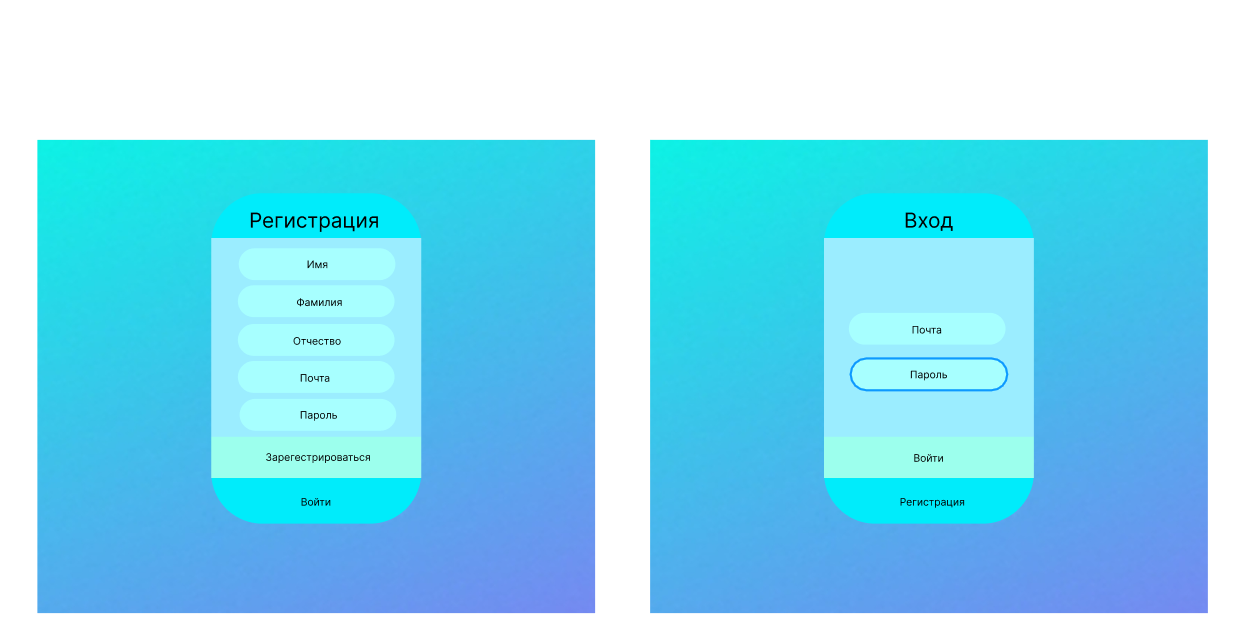 Регистрация
Имя
Фамилия
Отчество
Почта
Пароль
Зарегестрироваться
Войти
Вход
Почта
Пароль
Войти
Регистрация